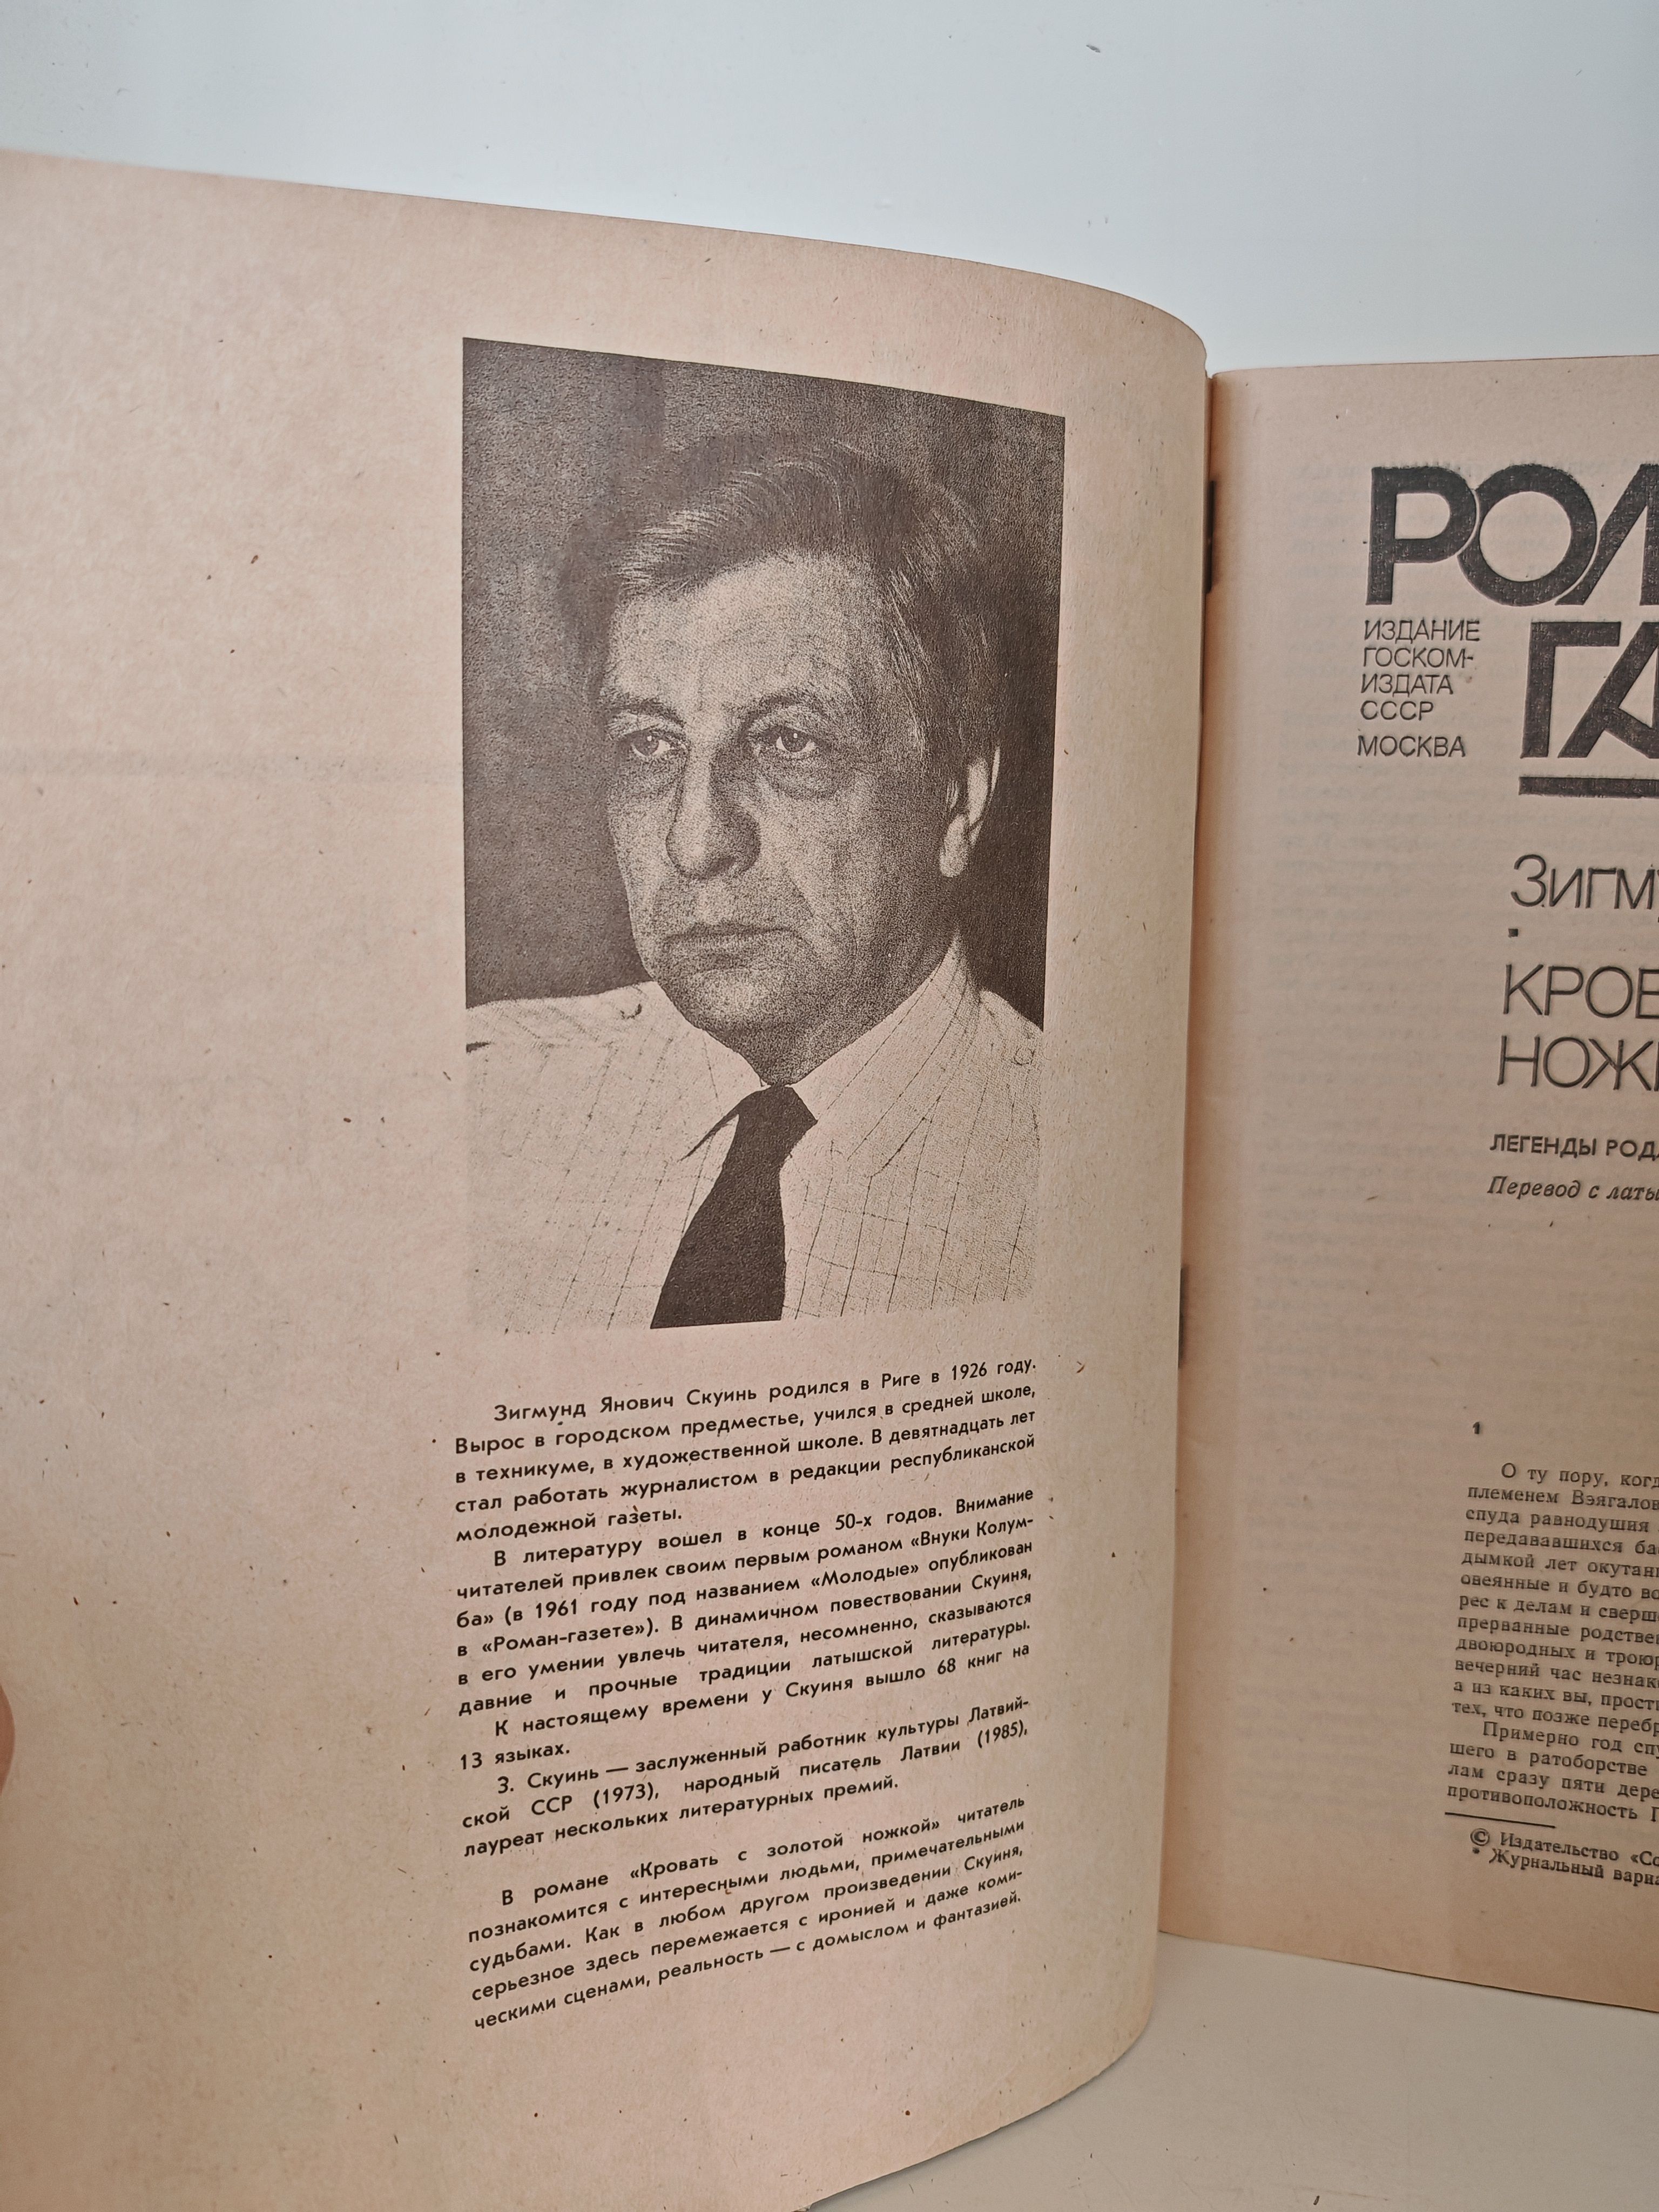 Зигмунд Янович Скуинь родился в Риге в 1926 году.
Вырос в городском предместье, учился в средней школе,
в техникуме, в художественной школе. В девятнадцать лет
стал работать журналистом в редакции республиканской
молодежной газеты.
В литературу вошел в конце 50-х годов. Внимание
читателей привлек своим первым романом «Внуки Колум-
ба» (в 1961 году под названием «Молодые» опубликован
в «Роман-газете»). В динамичном повествовании Скуиня,
в его умении увлечь читателя, несомненно, сказываются
давние и прочные традиции латышской литературы.
К настоящему времени у Скуиня вышло 68 книг на
13 языках.
З. Скуинь — заслуженный работник культуры Латвий-
ской ССР (1973), народный писатель Латвии (1985),
лауреат нескольких литературных премий.
В романе «Кровать с золотой ножкой» читатель
познакомится с интересными людьми, примечательными
судьбами. Как в любом другом произведении Скуиня,
серьезное здесь перемежается с иронией и даже коми-
ческими сценами, реальность — с домыслом и фантазией.
РОМ
ГА
ИЗДАНИЕ
ГОСКОМ-
ИЗДАТА
СССР
МОСКВА
ЗИГМУ
КРОВ
НОЖК
ЛЕГЕНДЫ РОДА
Перевод с латы
1
О ту пору, когд
племенем Вэягалов
спуда равнодушия
передававшихся ба
дымкой лет окутан
овеянные и будто во
рес к делам и сверш
прерванные родстве
двоюродных и троюр
вечерний час незнак
а из каких вы, прости
тех, что позже перебр
Примерно год спу
шего в ратоборстве
лам сразу пяти дере
противоположность П
© Издательство «Со
* Журнальный вариа